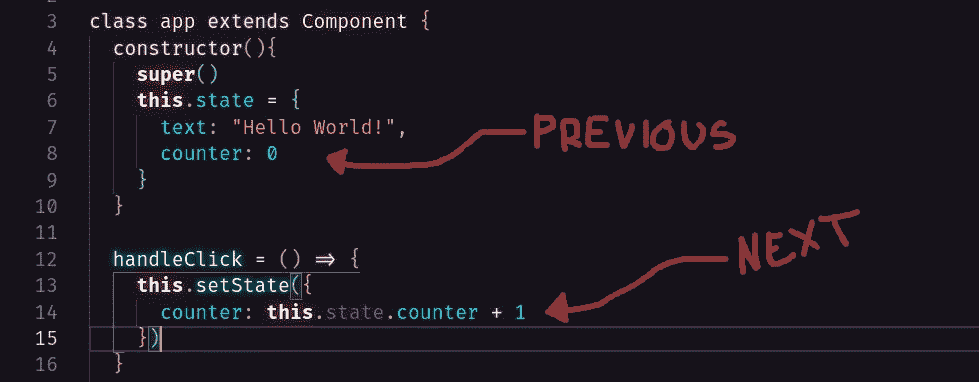 3 class app extends Component {
4 constructor(){
5 super()
6 this.state = {
7 text: "Hello World!",
8 counter: 0
9 }
10 }
11
12 handleClick = () ⇒ {
13 this.setState({
14 counter: this.state.counter + 1
15 })
16 }
PREVIOUS
NEXT